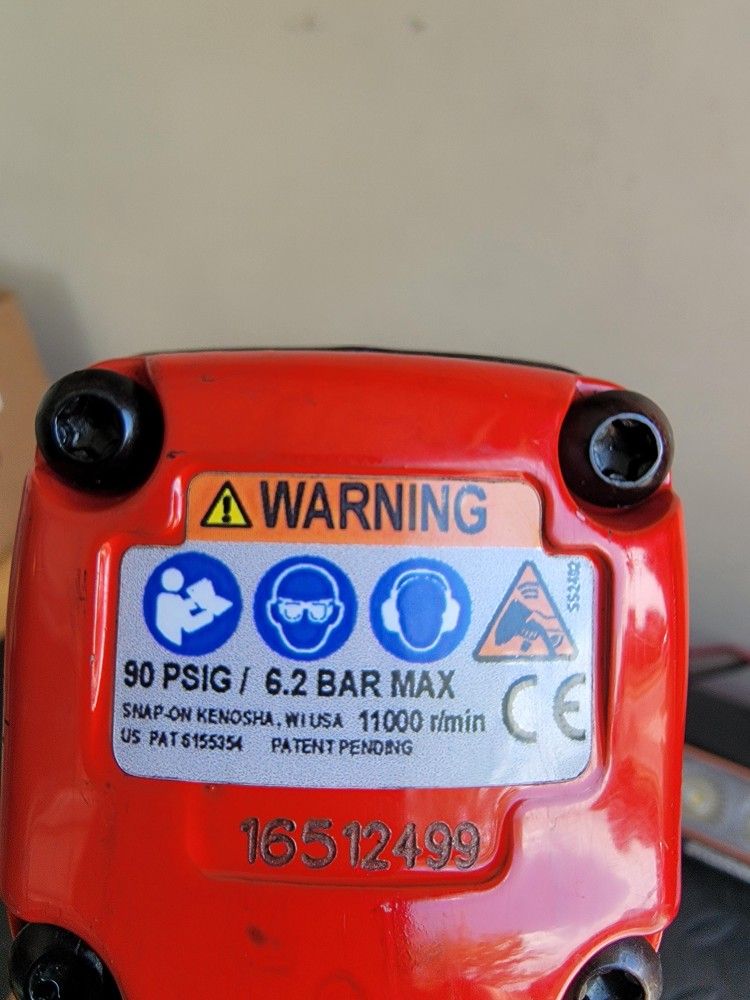 WARNING
SS2482
90 PSIG / 6.2 BAR MAX
SNAP-ON KENOSHA, WI USA 11000 r/min
US PAT 6155354 PATENT PENDING
CE
16512499